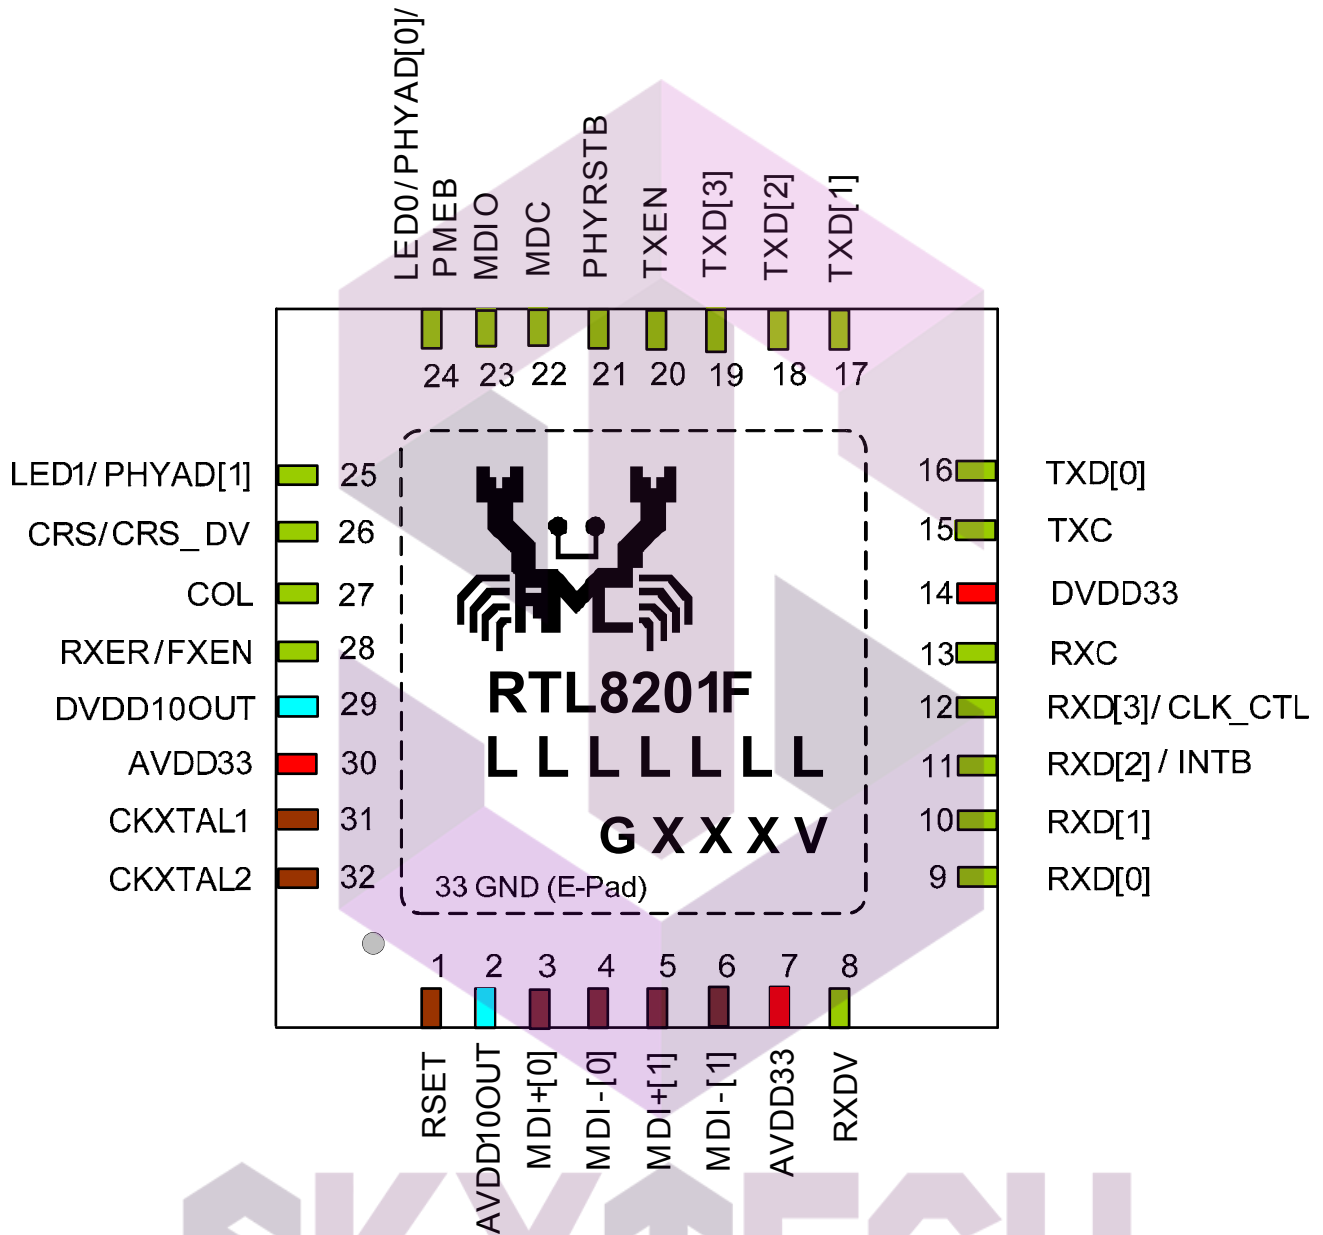 LED0/PHYAD[0]/
PMEB
MDIO
MDC
PHYRSTB
TXEN
TXD[3]
TXD[2]
TXD[1]
24 23 22 21 20 19 18 17
LED1/PHYAD[1] 25
CRS/CRS_DV 26
COL 27
RXER/FXEN 28
DVDD10OUT 29
AVDD33 30
CKXTAL1 31
CKXTAL2 32
RTL8201F
LLLLLLL
GXXXV
33 GND (E-Pad)
16 TXD[0]
15 TXC
14 DVDD33
13 RXC
12 RXD[3]/CLK_CTL
11 RXD[2]/INTB
10 RXD[1]
9 RXD[0]
1 2 3 4 5 6 7 8
RSET
AVDD10OUT
MDI+[0]
MDI-[0]
MDI+[1]
MDI-[1]
AVDD33
RXDV
SKYTECH